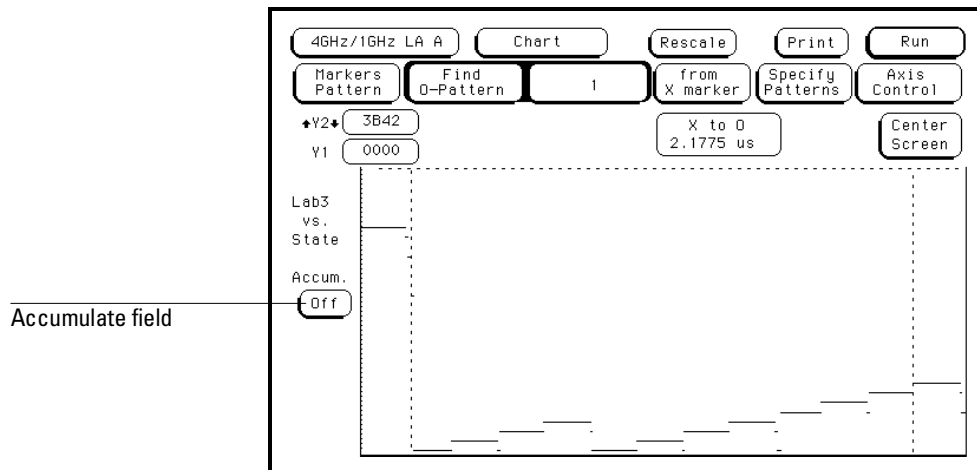 4GHz/1GHz LA A Chart Rescale Print Run
Markers Pattern Find O-Pattern 1 from X marker Specify Patterns Axis Control
Y2 3B42 X to O 2.1775 us Center Screen
Y1 0000
Lab3
vs.
State
Accum.
Off
Accumulate field